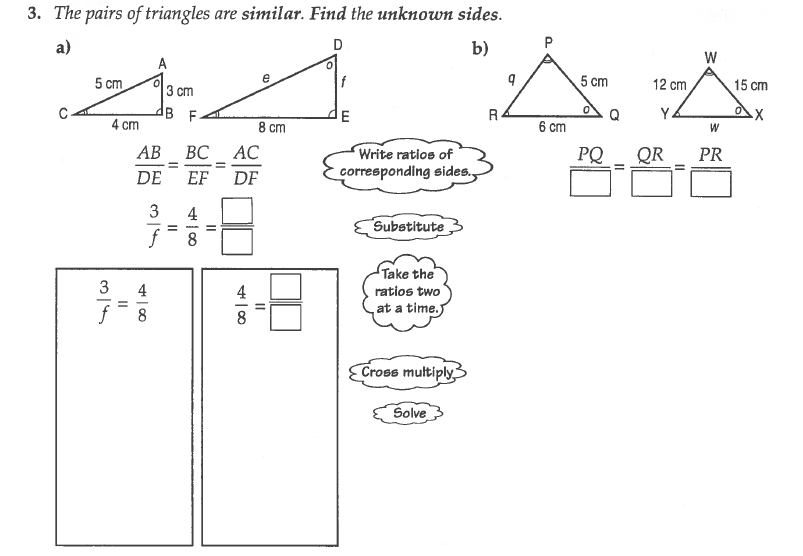 3. The pairs of triangles are similar. Find the unknown sides.
a)
A
5 cm
3 cm
C
B
4 cm
D
e
f
F
E
8 cm
b)
P
q
5 cm
R
Q
6 cm
W
12 cm
15 cm
Y
X
w
AB/DE = BC/EF = AC/DF
Write ratios of
corresponding sides.
PQ/□ = QR/□ = PR/□
3/f = 4/8 = □/□
Substitute
3/f = 4/8
4/8 = □/□
Take the
ratios two
at a time.
Cross multiply
Solve